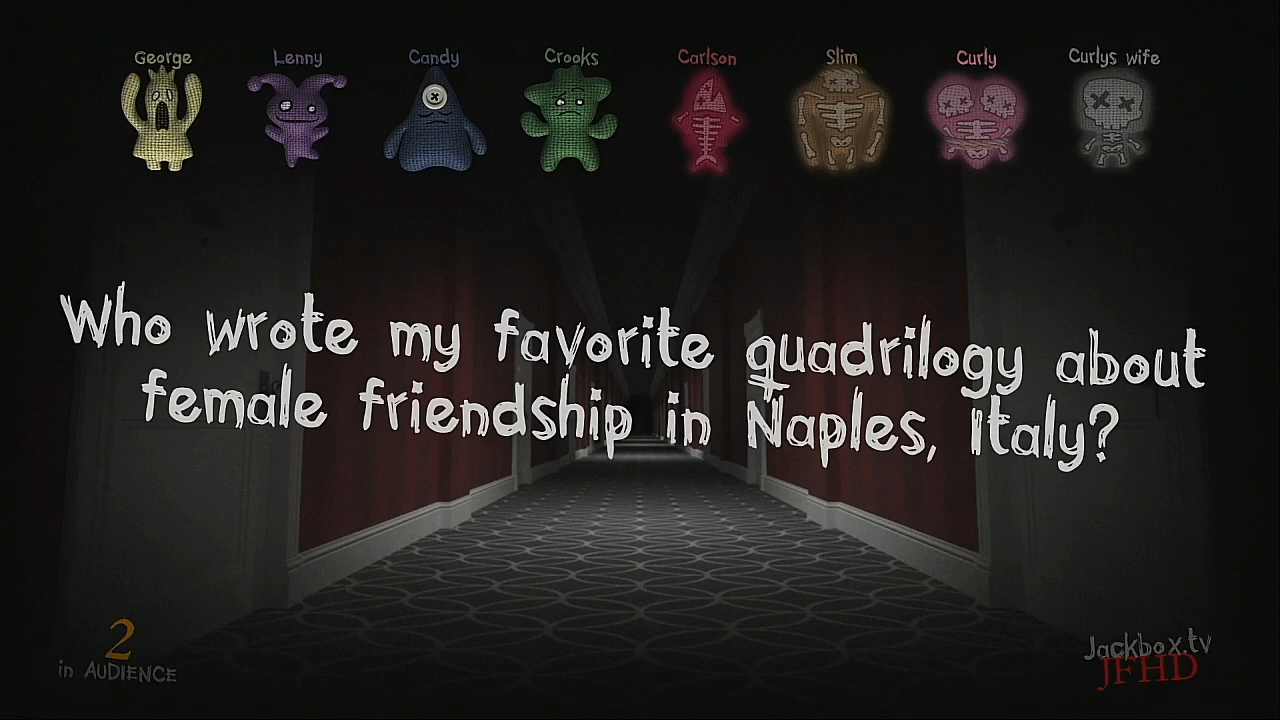 George Lenny Candy Crooks Carlson Slim Curly Curlys wife
Who wrote my favorite quadrilogy about
female friendship in Naples, Italy?
2
in AUDIENCE
Jackbox.tv
JFHD